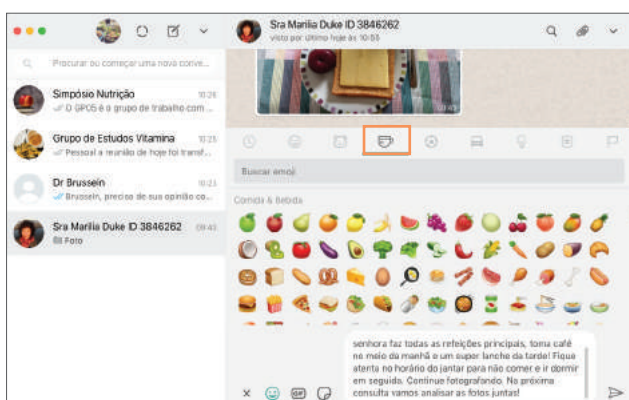 Sra Marilia Duke ID 3846262
visto por último hoje às 10:55
Procurar ou começar uma nova conve...
Simpósio Nutrição 10:26
O GP05 é o grupo de trabalho com ...
Grupo de Estudos Vitamina 10:25
Pessoal a reunião de hoje foi transf...
Dr Brussein 10:23
Brussein, preciso de sua opinião co...
Sra Marilia Duke ID 3846262 09:43
Foto
09:43
Buscar emoji
Comida & Bebida
senhora faz todas as refeições principais, toma café
no meio da manhã e um super lanche da tarde! Fique
atenta no horário do jantar para não comer e ir dormir
em seguida. Continue fotografando. Na próxima
consulta vamos analisar as fotos juntas!
GIF